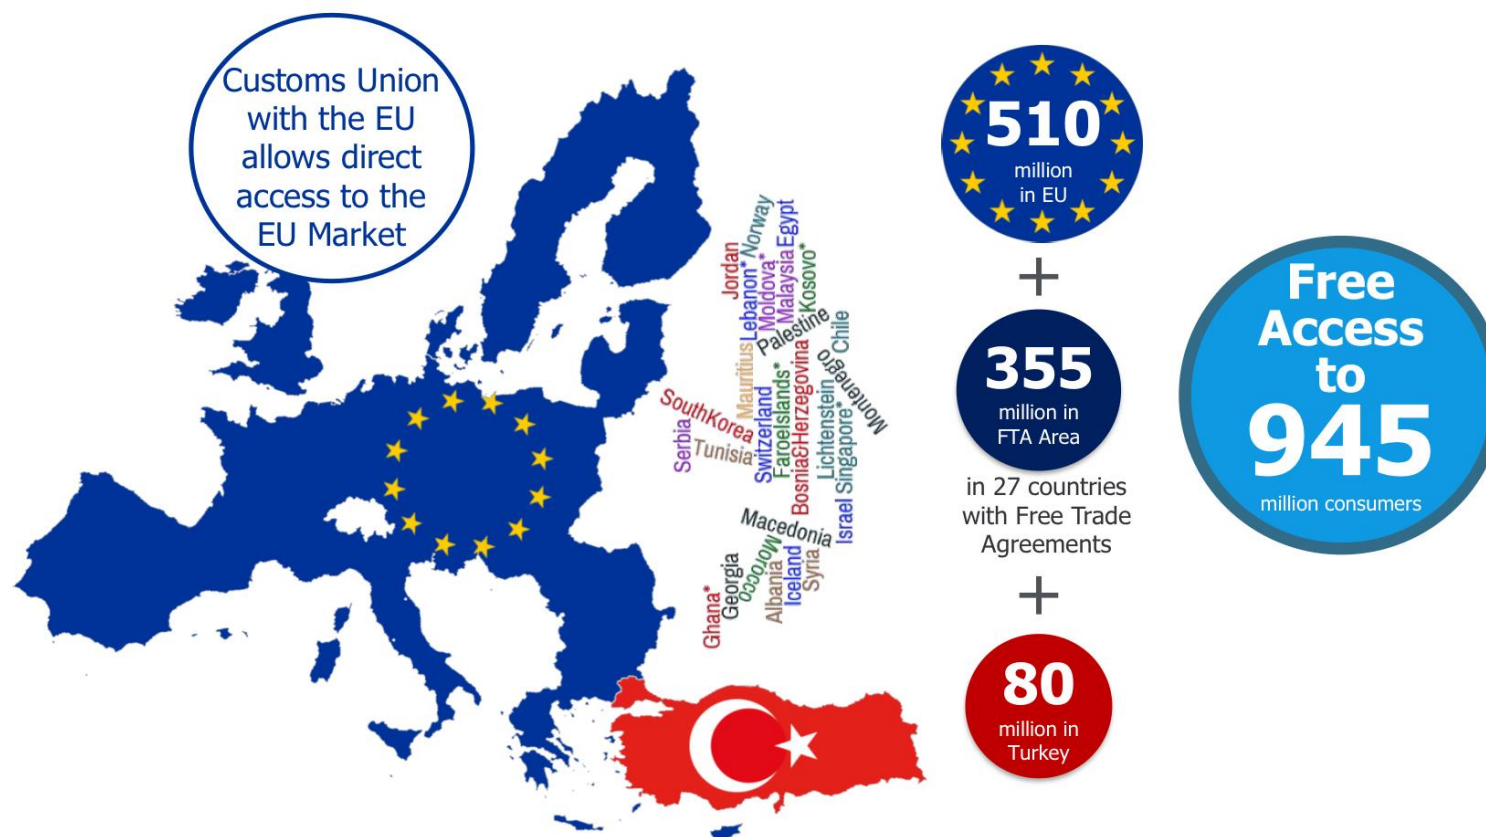 Customs Union
with the EU
allows direct
access to the
EU Market
Jordan
Norway
Egypt
Lebanon*
Moldova*
Malaysia
Kosovo*
Palestine
Chile
Mauritius
Montenegro
SouthKorea
Switzerland
FaroeIslands*
Bosnia&Herzegovina
Lichtenstein
Singapore*
Serbia
Tunisia
Israel
Macedonia
Morocco
Georgia
Ghana*
Albania
Iceland
Syria
510
million
in EU
+
355
million in
FTA Area
in 27 countries
with Free Trade
Agreements
+
80
million in
Turkey
Free
Access
to
945
million consumers